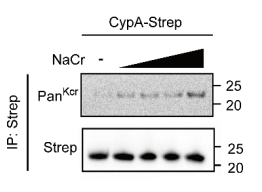 CypA-Strep
NaCr -
IP: Strep
Pan^Kcr 25
20
Strep 25
20